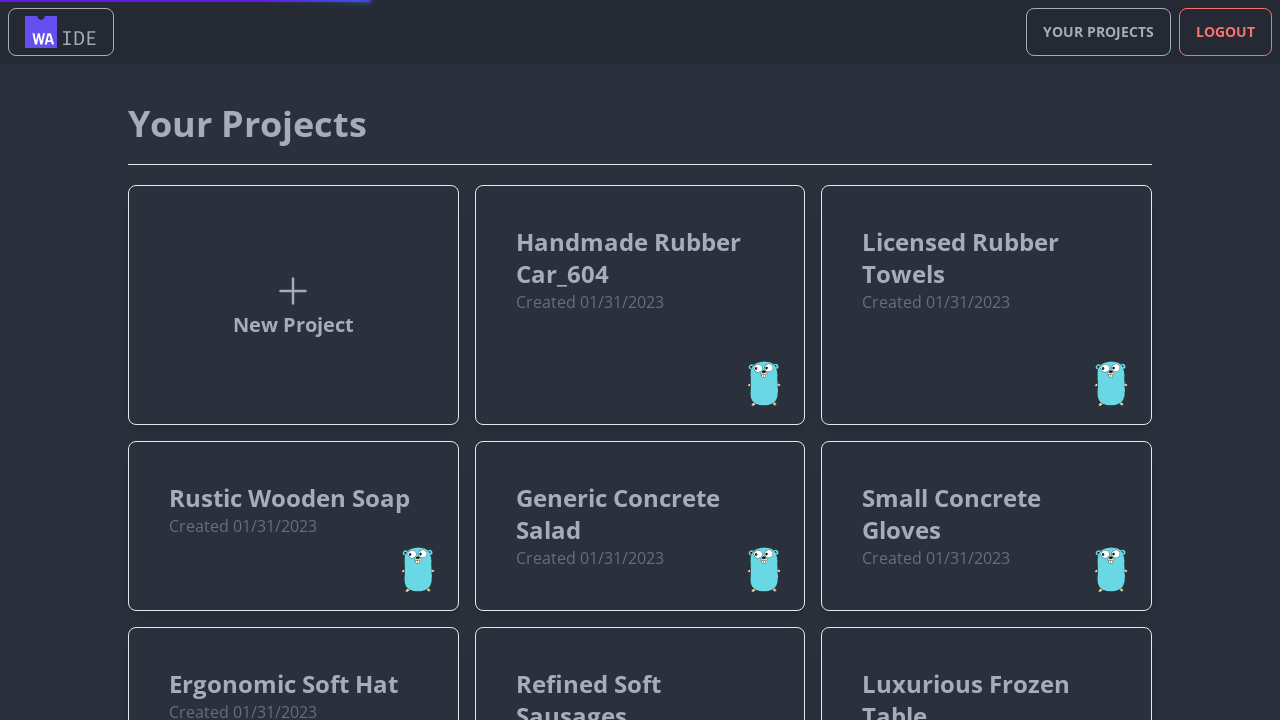 WA IDE
YOUR PROJECTS
LOGOUT
Your Projects
New Project
Handmade Rubber
Car_604
Created 01/31/2023
Licensed Rubber
Towels
Created 01/31/2023
Rustic Wooden Soap
Created 01/31/2023
Generic Concrete
Salad
Created 01/31/2023
Small Concrete
Gloves
Created 01/31/2023
Ergonomic Soft Hat
Created 01/31/2023
Refined Soft
Sausages
Luxurious Frozen
Table